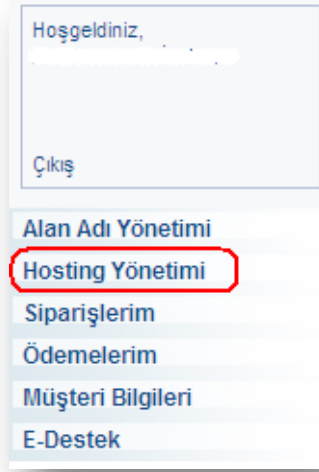 Hoşgeldiniz,
Çıkış
Alan Adı Yönetimi
Hosting Yönetimi
Siparişlerim
Ödemelerim
Müşteri Bilgileri
E-Destek